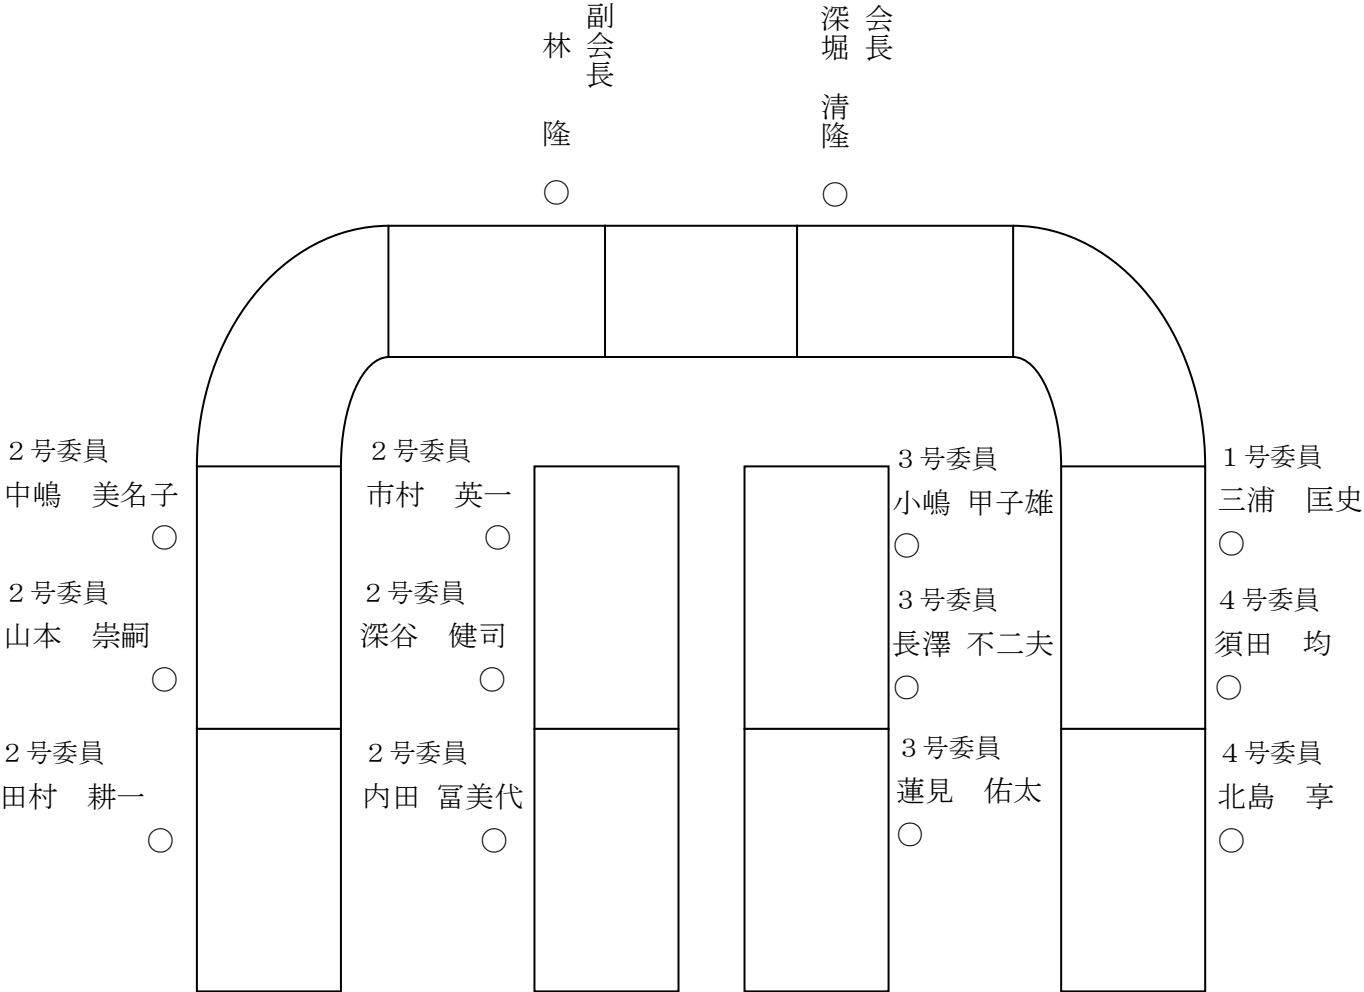 会長
深堀　清隆
○
副会長
林　隆
○
２号委員
中嶋　美名子
○
２号委員
山本　崇嗣
○
２号委員
田村　耕一
○
２号委員
市村　英一
○
２号委員
深谷　健司
○
２号委員
内田 冨美代
○
３号委員
小嶋 甲子雄
○
３号委員
長澤 不二夫
○
３号委員
蓮見　佑太
○
１号委員
三浦　匡史
○
４号委員
須田　均
○
４号委員
北島　享
○